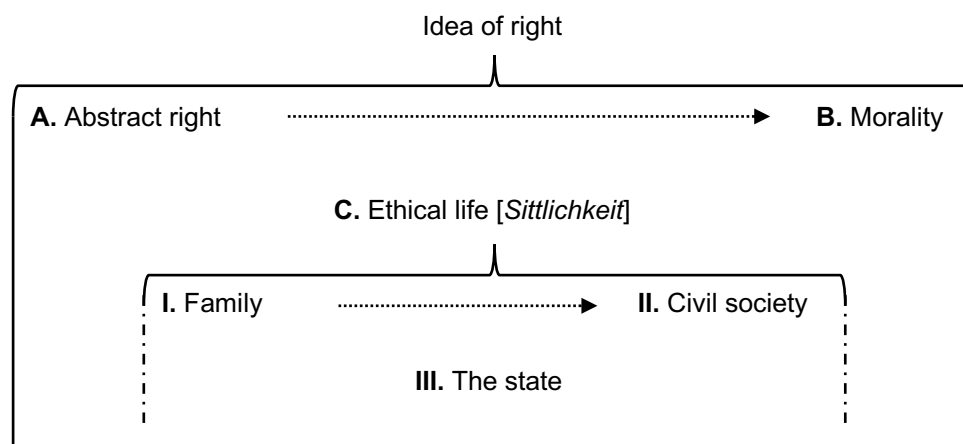 Idea of right
A. Abstract right
B. Morality
C. Ethical life [Sittlichkeit]
I. Family
II. Civil society
III. The state